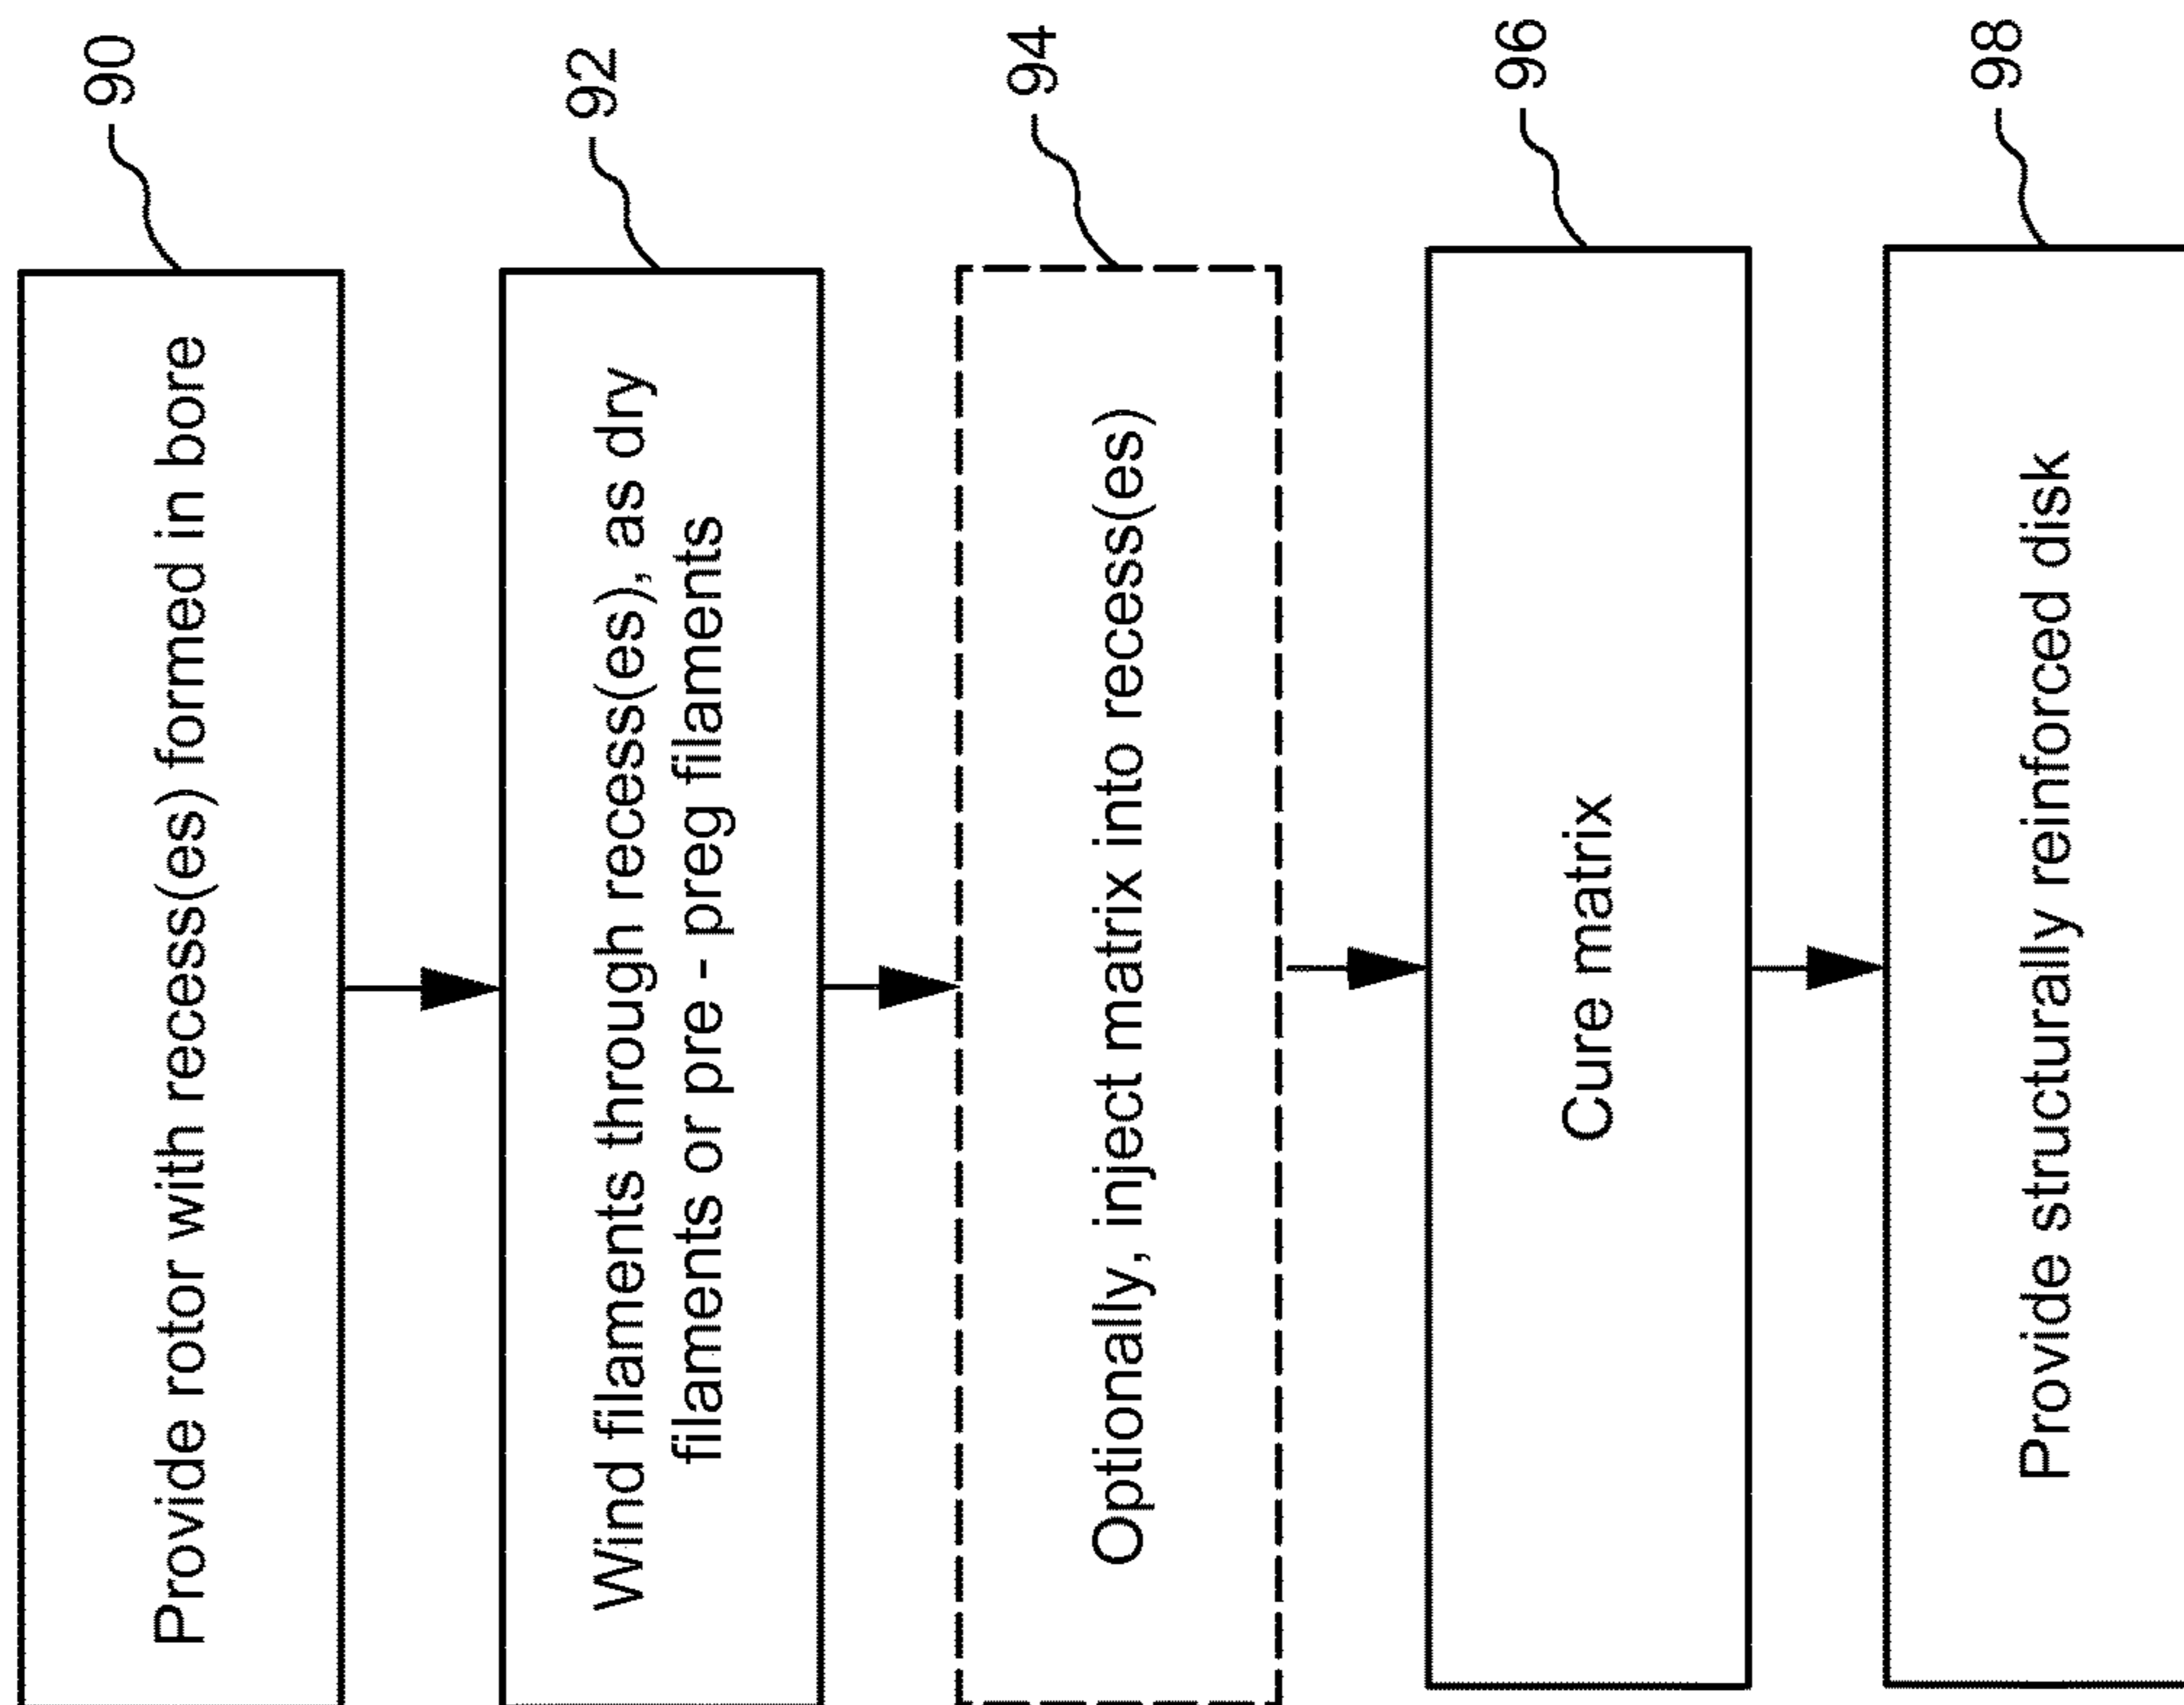 90
Provide rotor with recess(es) formed in bore
92
Wind filaments through recess(es), as dry
filaments or pre - preg filaments
94
Optionally, inject matrix into recess(es)
96
Cure matrix
98
Provide structurally reinforced disk